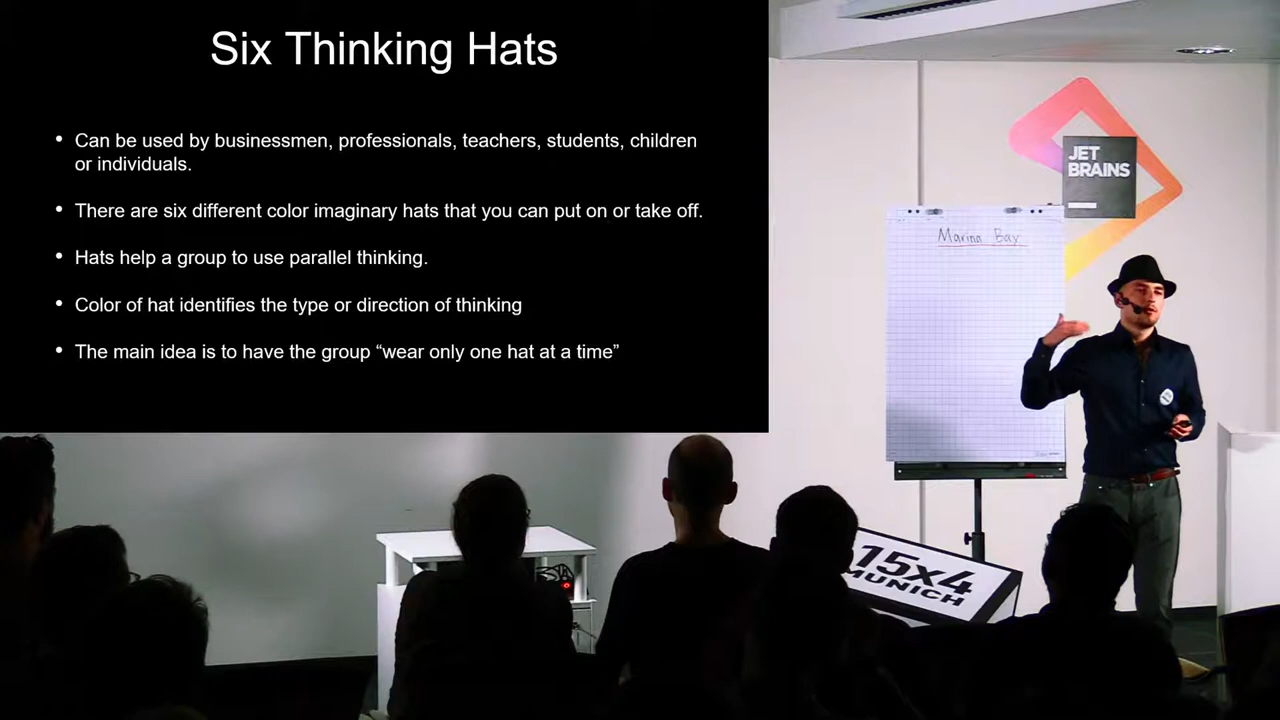 Six Thinking Hats
• Can be used by businessmen, professionals, teachers, students, children
or individuals.
• There are six different color imaginary hats that you can put on or take off.
• Hats help a group to use parallel thinking.
• Color of hat identifies the type or direction of thinking
• The main idea is to have the group “wear only one hat at a time”
JET
BRAINS
Marina Bay
15x4
MUNICH